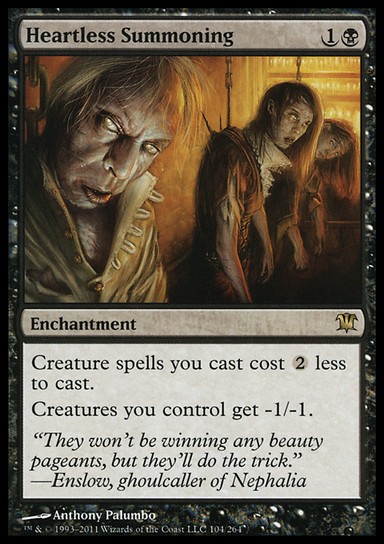 Heartless Summoning 1
Enchantment
Creature spells you cast cost 2 less
to cast.
Creatures you control get -1/-1.
“They won’t be winning any beauty
pageants, but they’ll do the trick.”
—Enslow, ghoulcaller of Nephalia
Anthony Palumbo
™ & © 1993–2011 Wizards of the Coast LLC 104/264